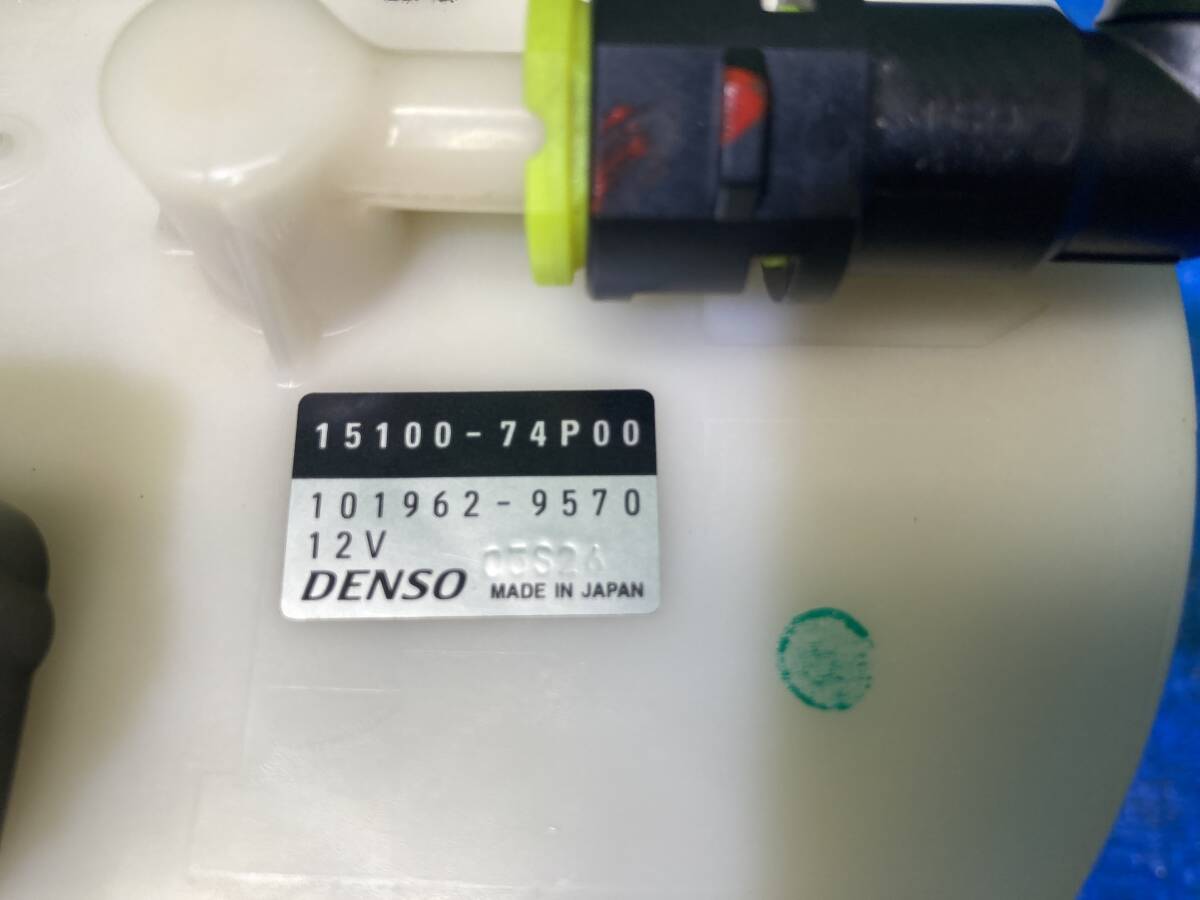 15100-74P00
101962-9570
12V
DENSO MADE IN JAPAN